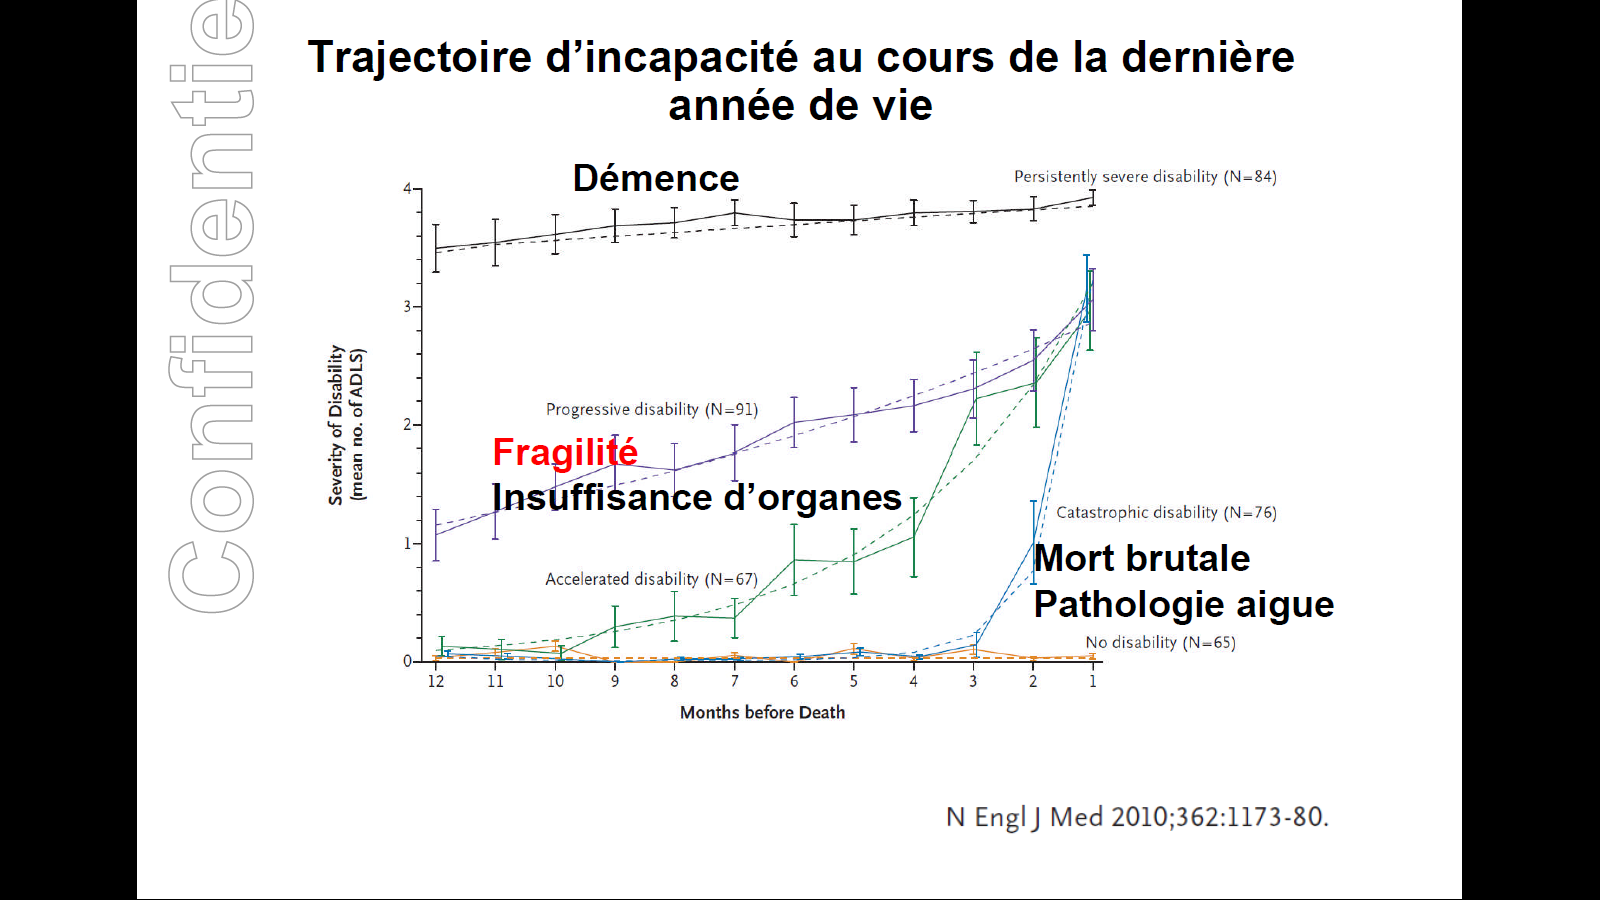 Confidentie
Trajectoire d’incapacité au cours de la dernière
année de vie
Démence
Persistently severe disability (N=84)
4
3
2
1
0
Severity of Disability
(mean no. of ADLS)
Progressive disability (N=91)
Fragilité
Insuffisance d’organes
Catastrophic disability (N=76)
Mort brutale
Accelerated disability (N=67)
Pathologie aigue
No disability (N=65)
12 11 10 9 8 7 6 5 4 3 2 1
Months before Death
N Engl J Med 2010;362:1173-80.